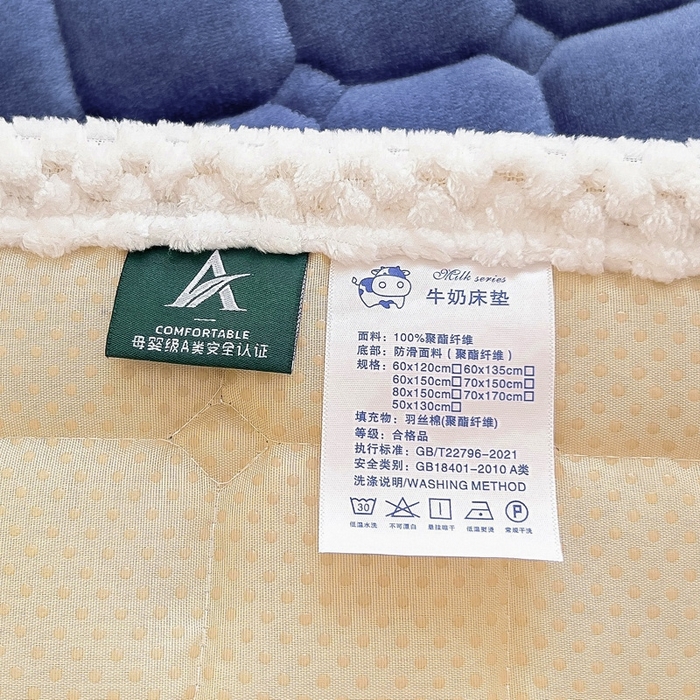 A
COMFORTABLE
母婴级A类安全认证
Milk series
牛奶床垫
面料：100%聚酯纤维
底部：防滑面料（聚酯纤维）
规格：60x120cm□60x135cm□
60x150cm□70x150cm□
80x150cm□70x170cm□
50x130cm□
填充物：羽丝棉(聚酯纤维)
等级：合格品
执行标准：GB/T22796-2021
安全类别：GB18401-2010 A类
洗涤说明/WASHING METHOD
30 P
低温水洗 不可漂白 悬挂晾干 低温熨烫 常规干洗